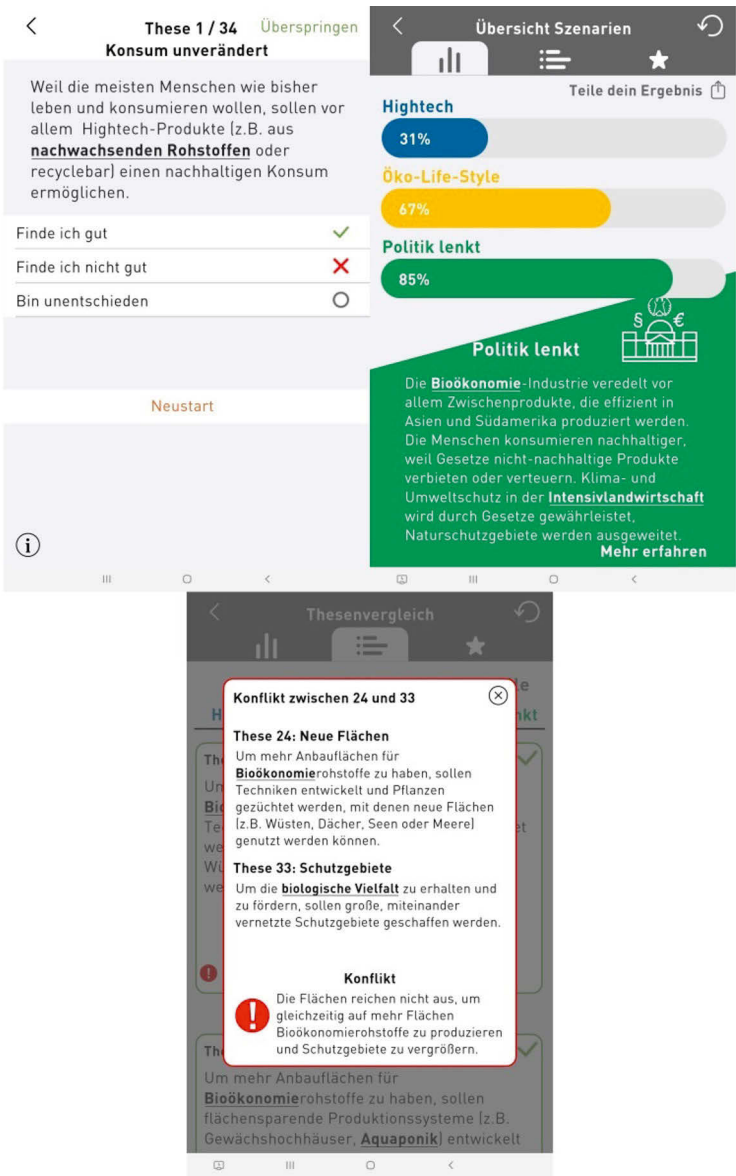 These 1 / 34
Überspringen
Konsum unverändert
Weil die meisten Menschen wie bisher
leben und konsumieren wollen, sollen vor
allem Hightech-Produkte (z.B. aus
nachwachsenden Rohstoffen oder
recyclebar) einen nachhaltigen Konsum
ermöglichen.
Finde ich gut
Finde ich nicht gut
Bin unentschieden
Neustart
Übersicht Szenarien
Teile dein Ergebnis
Hightech
31%
Öko-Life-Style
67%
Politik lenkt
85%
§ €
Politik lenkt
Die Bioökonomie-Industrie veredelt vor
allem Zwischenprodukte, die effizient in
Asien und Südamerika produziert werden.
Die Menschen konsumieren nachhaltiger,
weil Gesetze nicht-nachhaltige Produkte
verbieten oder verteuern. Klima- und
Umweltschutz in der Intensivlandwirtschaft
wird durch Gesetze gewährleistet,
Naturschutzgebiete werden ausgeweitet.
Mehr erfahren
Thesenvergleich
Konflikt zwischen 24 und 33
These 24: Neue Flächen
Um mehr Anbauflächen für
Bioökonomierohstoffe zu haben, sollen
Techniken entwickelt und Pflanzen
gezüchtet werden, mit denen neue Flächen
(z.B. Wüsten, Dächer, Seen oder Meere)
genutzt werden können.
These 33: Schutzgebiete
Um die biologische Vielfalt zu erhalten und
zu fördern, sollen große, miteinander
vernetzte Schutzgebiete geschaffen werden.
Konflikt
Die Flächen reichen nicht aus, um
gleichzeitig auf mehr Flächen
Bioökonomierohstoffe zu produzieren
und Schutzgebiete zu vergrößern.
Um mehr Anbauflächen für
Bioökonomierohstoffe zu haben, sollen
flächensparende Produktionssysteme (z.B.
Gewächshochhäuser, Aquaponik) entwickelt